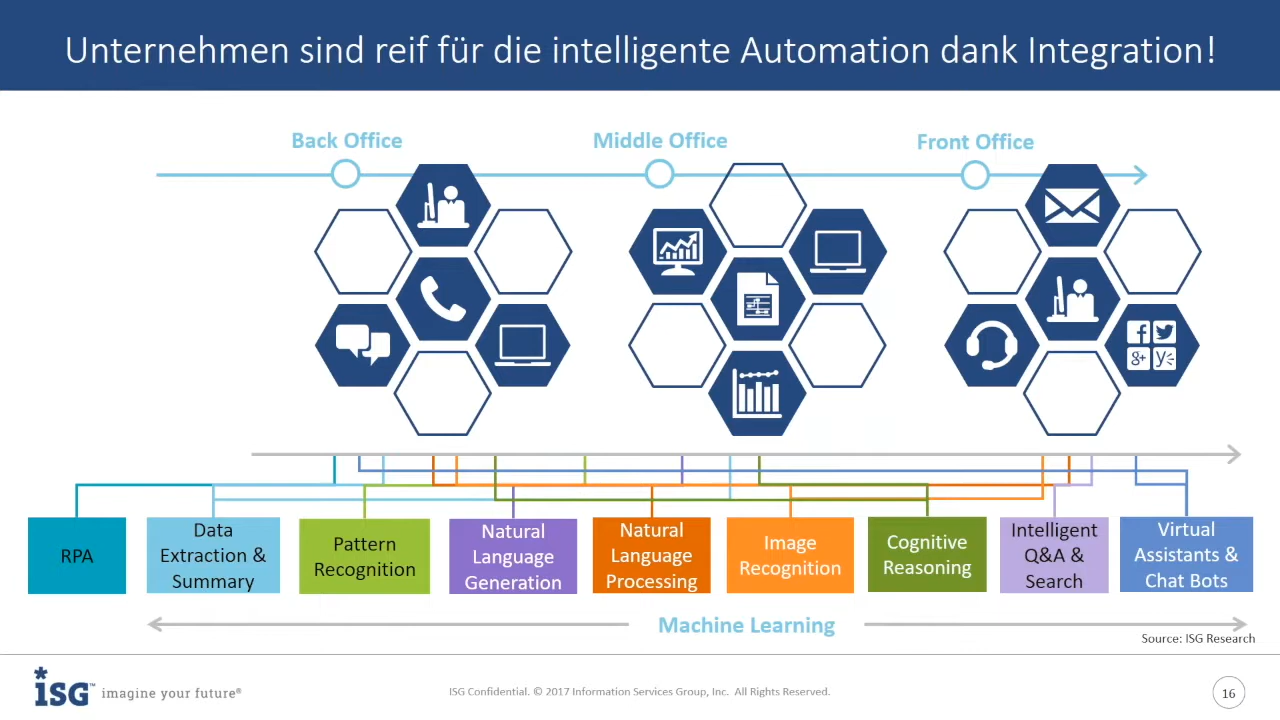 Unternehmen sind reif für die intelligente Automation dank Integration!
Back Office
Middle Office
Front Office
RPA
Data
Extraction &
Summary
Pattern
Recognition
Natural
Language
Generation
Natural
Language
Processing
Image
Recognition
Cognitive
Reasoning
Intelligent
Q&A &
Search
Virtual
Assistants &
Chat Bots
Machine Learning
Source: ISG Research
ISG™ imagine your future®
ISG Confidential. © 2017 Information Services Group, Inc. All Rights Reserved.
16